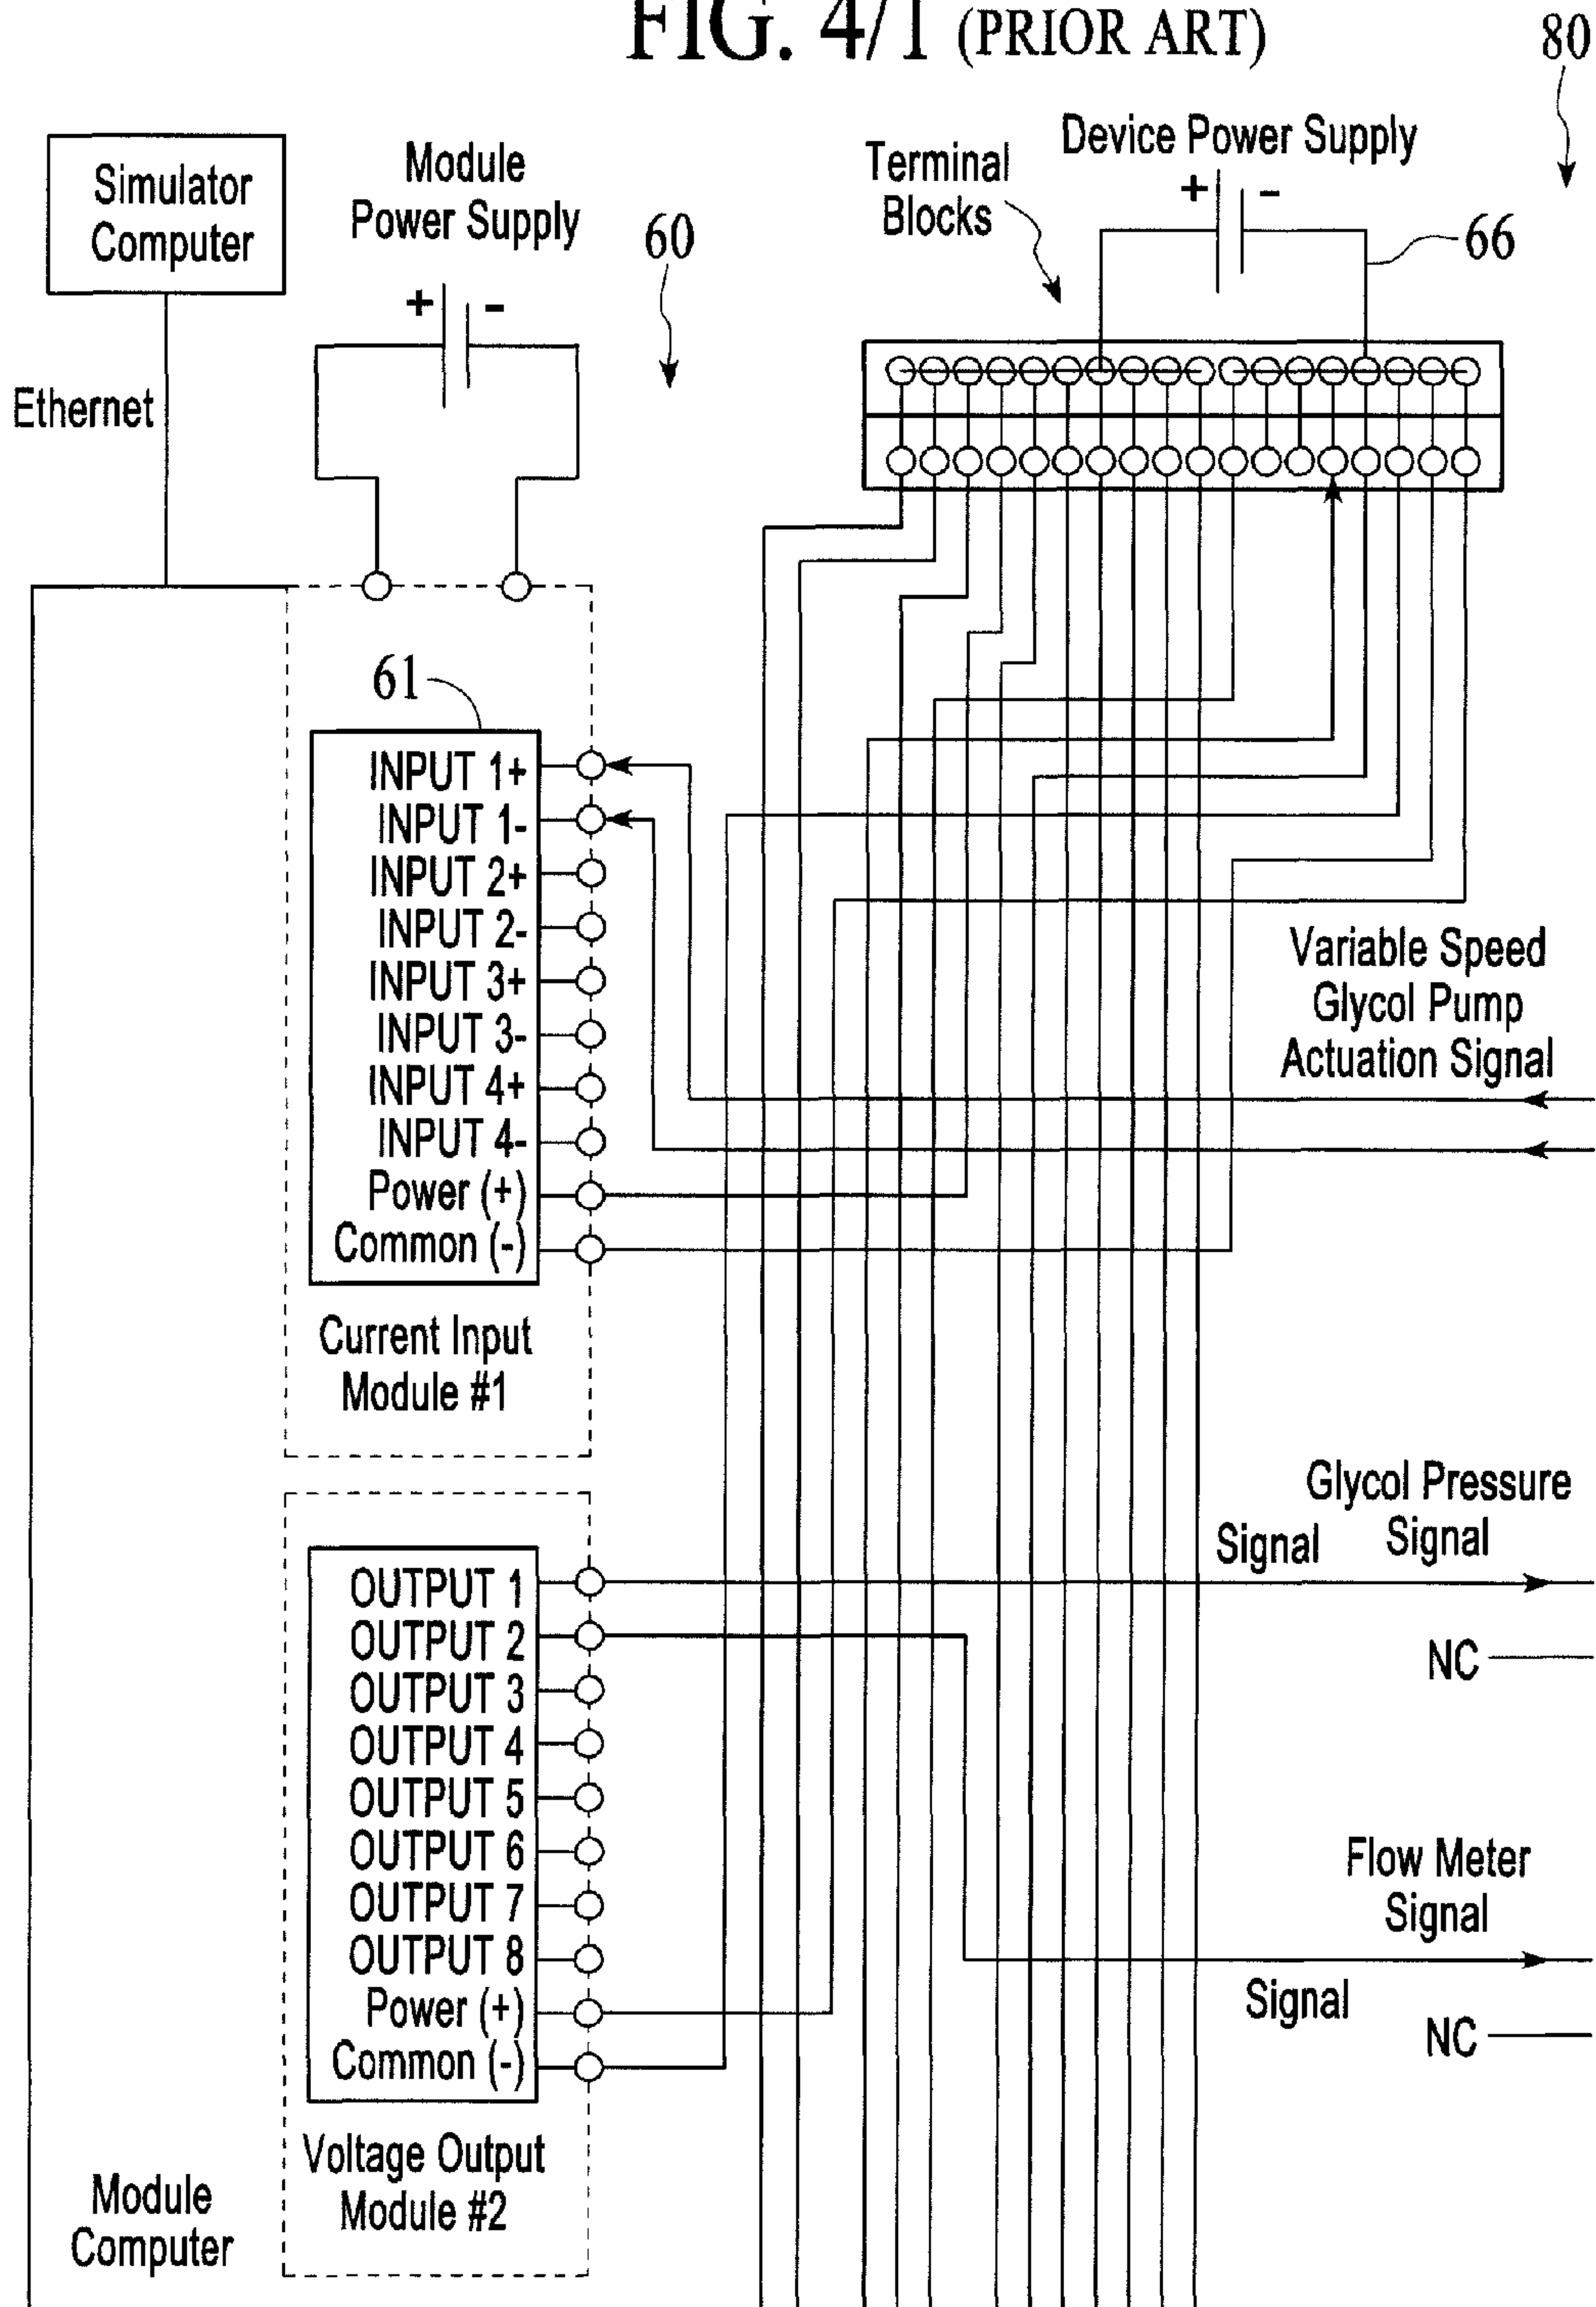 FIG. 4/1 (PRIOR ART)
80
Simulator
Computer
Module
Power Supply
+ -
60
Terminal
Blocks
Device Power Supply
+ -
66
Ethernet
61
INPUT 1+
INPUT 1-
INPUT 2+
INPUT 2-
INPUT 3+
INPUT 3-
INPUT 4+
INPUT 4-
Power (+)
Common (-)
Current Input
Module #1
Variable Speed
Glycol Pump
Actuation Signal
Glycol Pressure
Signal
Signal
NC
OUTPUT 1
OUTPUT 2
OUTPUT 3
OUTPUT 4
OUTPUT 5
OUTPUT 6
OUTPUT 7
OUTPUT 8
Power (+)
Common (-)
Voltage Output
Module #2
Flow Meter
Signal
Signal
NC
Module
Computer